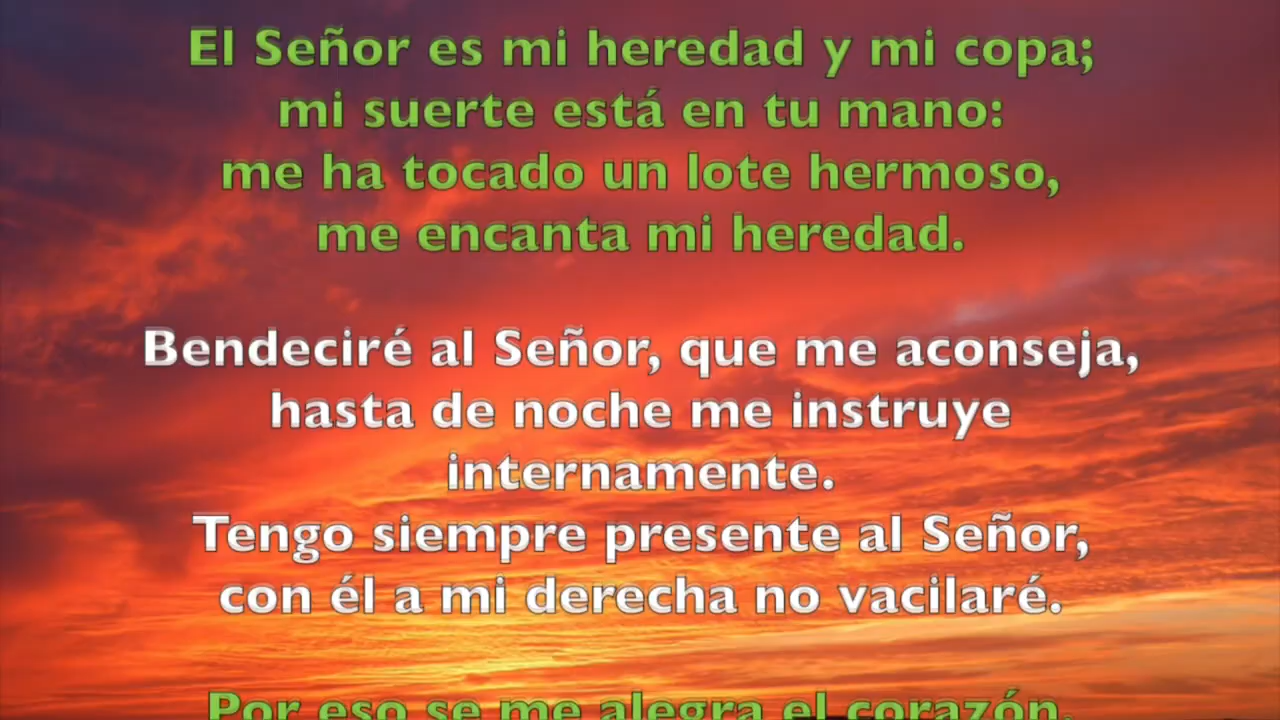 El Señor es mi heredad y mi copa;
mi suerte está en tu mano:
me ha tocado un lote hermoso,
me encanta mi heredad.
Bendeciré al Señor, que me aconseja,
hasta de noche me instruye
internamente.
Tengo siempre presente al Señor,
con él a mi derecha no vacilaré.
Por eso se me alegra el corazón,